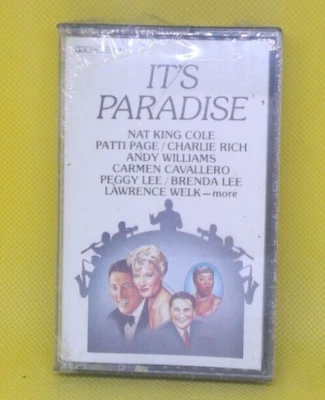 IT'S
PARADISE
NAT KING COLE
PATTI PAGE / CHARLIE RICH
ANDY WILLIAMS
CARMEN CAVALLERO
PEGGY LEE / BRENDA LEE
LAWRENCE WELK—more